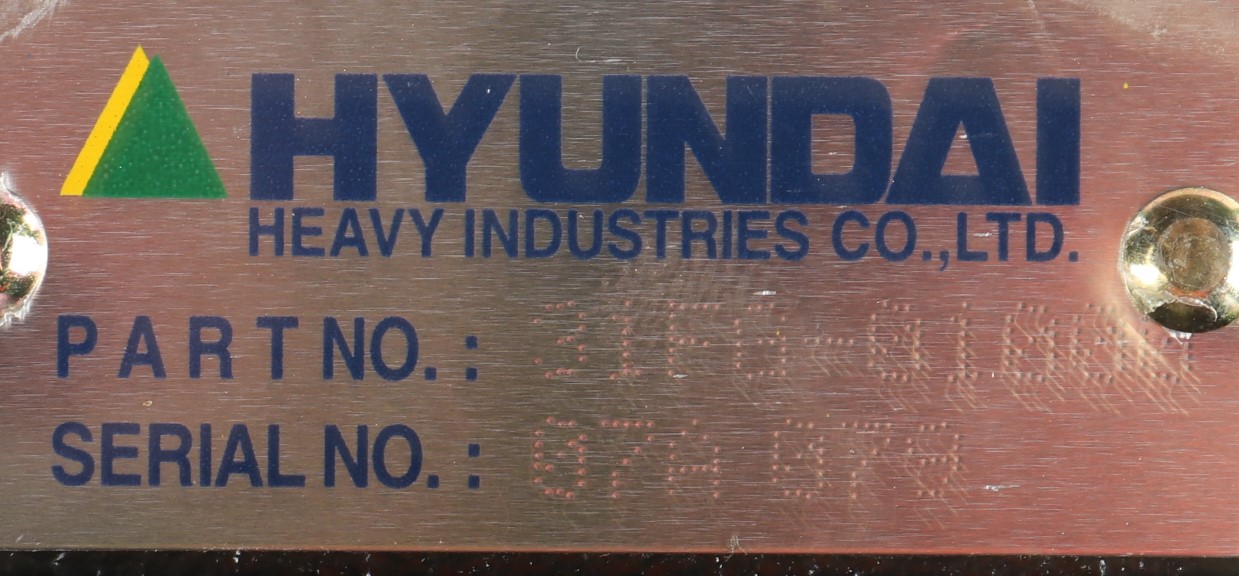 HYUNDAI
HEAVY INDUSTRIES CO.,LTD.
PART NO. :
SERIAL NO. :